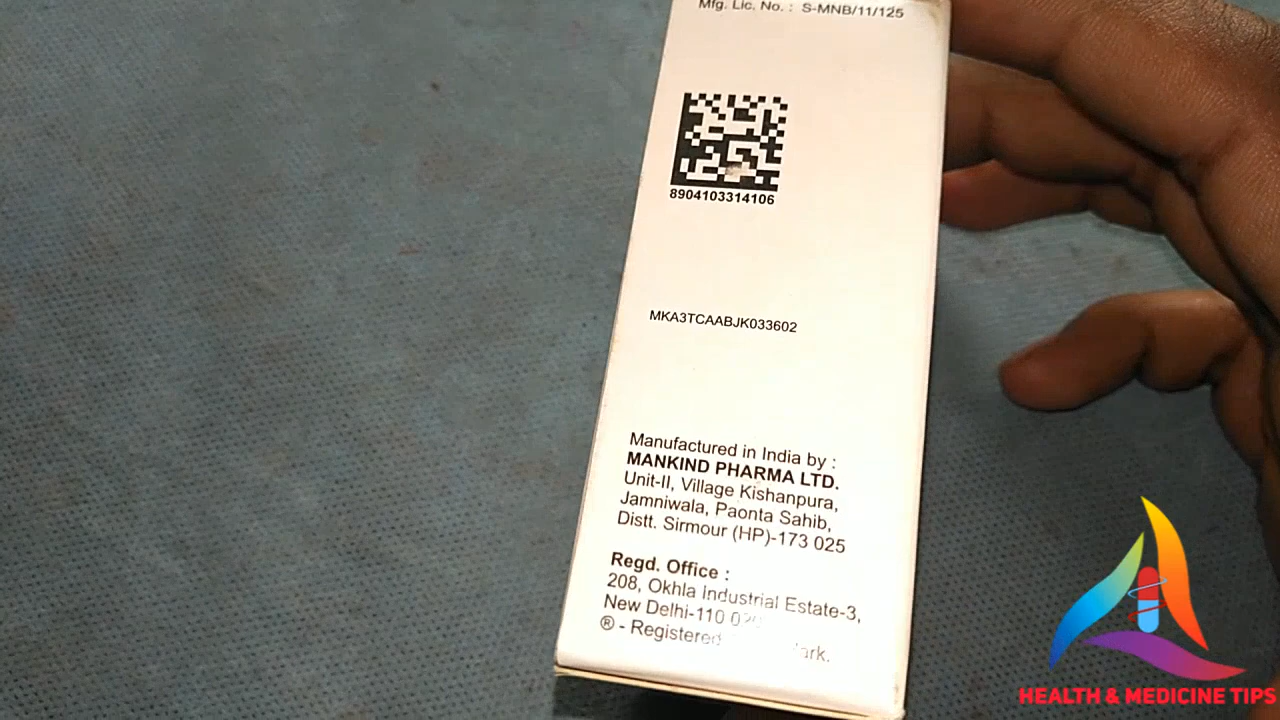 Mfg. Lic. No. : S-MNB/11/125
8904103314106
MKA3TCAABJK033602
Manufactured in India by :
MANKIND PHARMA LTD.
Unit-II, Village Kishanpura,
Jamniwala, Paonta Sahib,
Distt. Sirmour (HP)-173 025
Regd. Office :
208, Okhla Industrial Estate-3,
New Delhi-110
® - Registered
HEALTH & MEDICINE TIPS